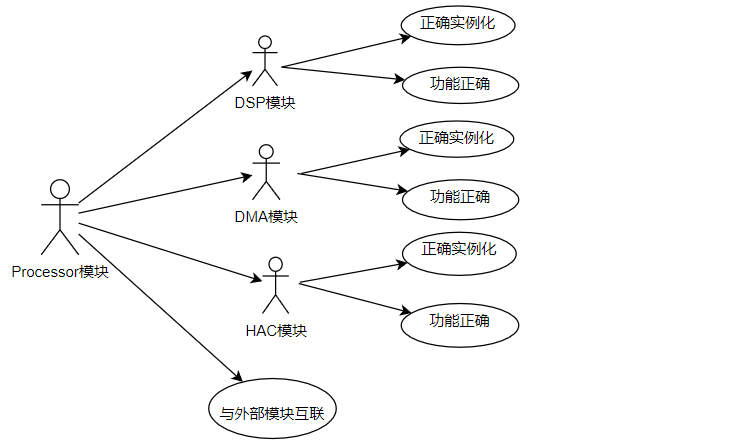 正确实例化
功能正确
DSP模块
正确实例化
功能正确
DMA模块
Processor模块
正确实例化
功能正确
HAC模块
与外部模块互联